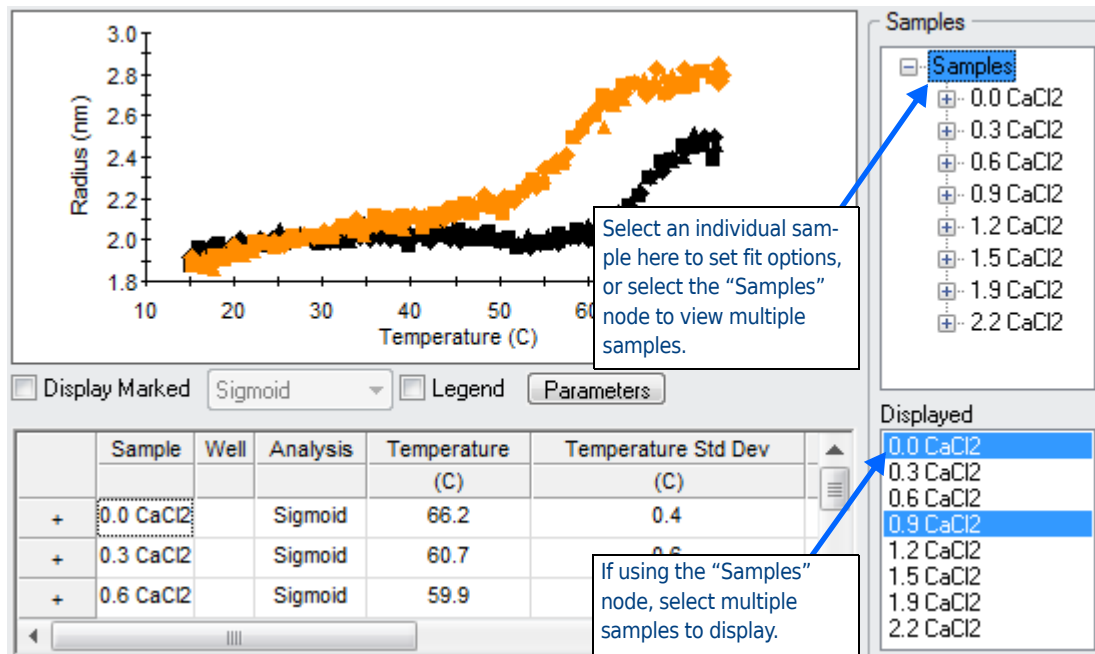 3.0
2.8
2.6
2.4
2.2
2.0
1.8
Radius (nm)
10 20 30 40 50
Temperature (C)
Select an individual sam-
ple here to set fit options,
or select the “Samples”
node to view multiple
samples.
Samples
Samples
0.0 CaCl2
0.3 CaCl2
0.6 CaCl2
0.9 CaCl2
1.2 CaCl2
1.5 CaCl2
1.9 CaCl2
2.2 CaCl2
Display Marked Sigmoid Legend Parameters
Sample Well Analysis Temperature Temperature Std Dev
(C) (C)
+ 0.0 CaCl2 Sigmoid 66.2 0.4
+ 0.3 CaCl2 Sigmoid 60.7
+ 0.6 CaCl2 Sigmoid 59.9
If using the “Samples”
node, select multiple
samples to display.
Displayed
0.0 CaCl2
0.3 CaCl2
0.6 CaCl2
0.9 CaCl2
1.2 CaCl2
1.5 CaCl2
1.9 CaCl2
2.2 CaCl2